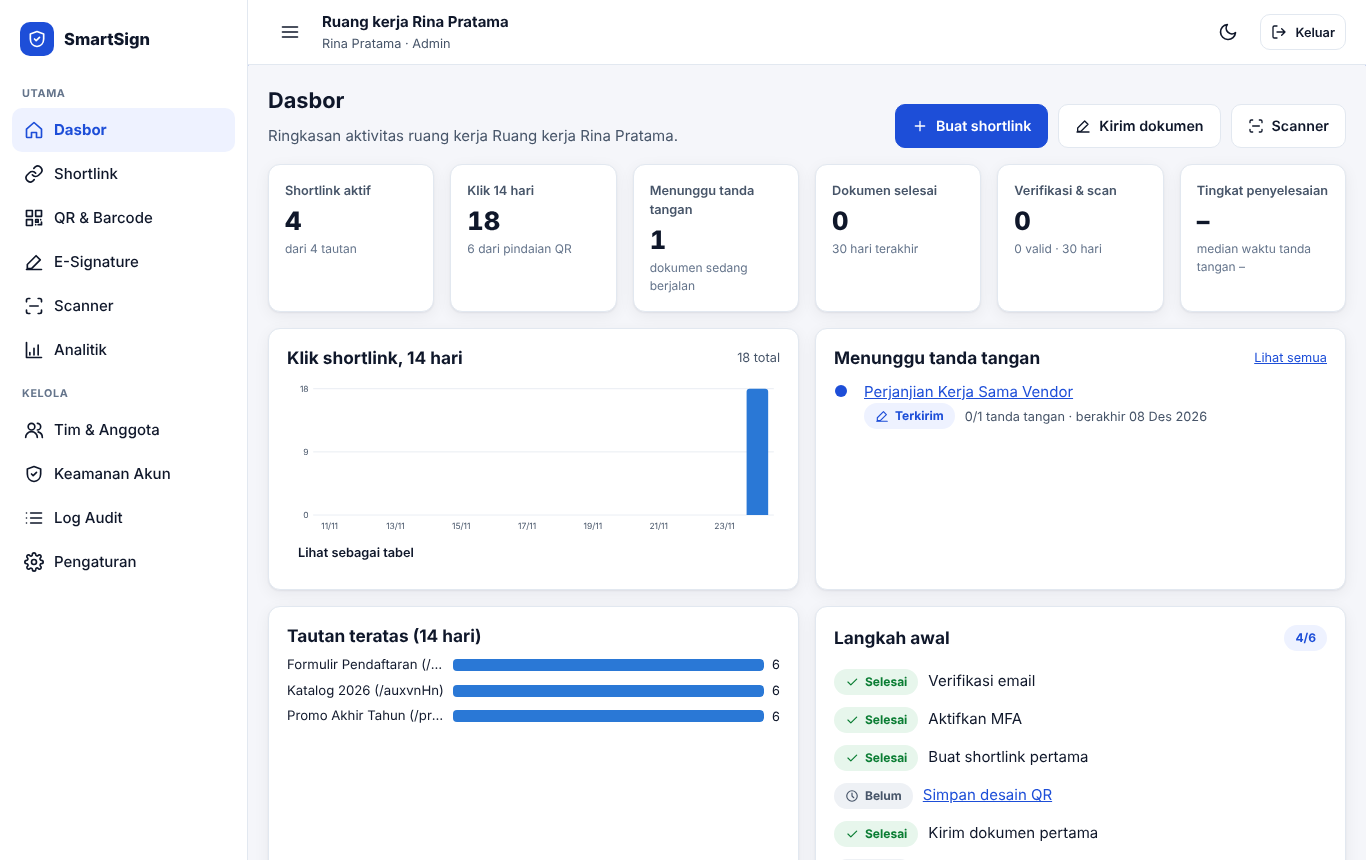 SmartSign
UTAMA
Dasbor
Shortlink
QR & Barcode
E-Signature
Scanner
Analitik
KELOLA
Tim & Anggota
Keamanan Akun
Log Audit
Pengaturan
Ruang kerja Rina Pratama
Rina Pratama · Admin
Keluar
Dasbor
Ringkasan aktivitas ruang kerja Ruang kerja Rina Pratama.
Buat shortlink
Kirim dokumen
Scanner
Shortlink aktif
4
dari 4 tautan
Klik 14 hari
18
6 dari pindaian QR
Menunggu tanda
tangan
1
dokumen sedang
berjalan
Dokumen selesai
0
30 hari terakhir
Verifikasi & scan
0
0 valid · 30 hari
Tingkat penyelesaian
–
median waktu tanda
tangan –
Klik shortlink, 14 hari
18 total
18
9
0
11/11 13/11 15/11 17/11 19/11 21/11 23/11
Lihat sebagai tabel
Menunggu tanda tangan
Lihat semua
Perjanjian Kerja Sama Vendor
Terkirim 0/1 tanda tangan · berakhir 08 Des 2026
Tautan teratas (14 hari)
Formulir Pendaftaran (/... 6
Katalog 2026 (/auxvnHn) 6
Promo Akhir Tahun (/pr... 6
Langkah awal
4/6
Selesai Verifikasi email
Selesai Aktifkan MFA
Selesai Buat shortlink pertama
Belum Simpan desain QR
Selesai Kirim dokumen pertama